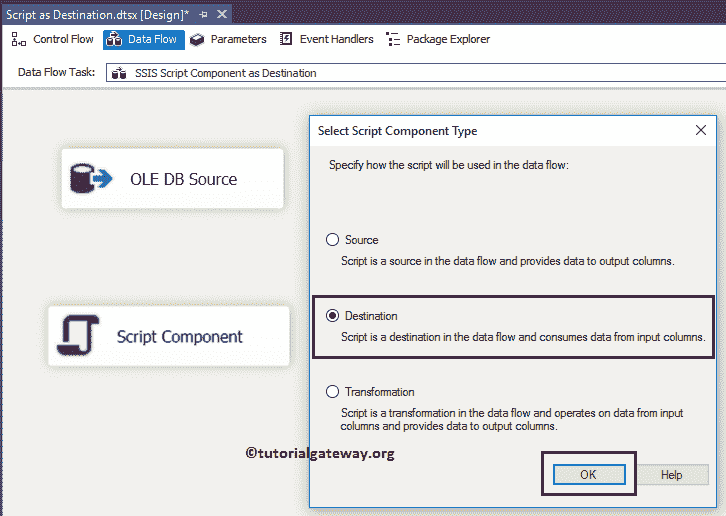 Script as Destination.dtsx [Design]*
Control Flow Data Flow Parameters Event Handlers Package Explorer
Data Flow Task: SSIS Script Component as Destination
OLE DB Source
Script Component
Select Script Component Type
Specify how the script will be used in the data flow:
Source
Script is a source in the data flow and provides data to output columns.
Destination
Script is a destination in the data flow and consumes data from input columns.
Transformation
Script is a transformation in the data flow and operates on data from input
columns and provides data to output columns.
©tutorialgateway.org
OK Help